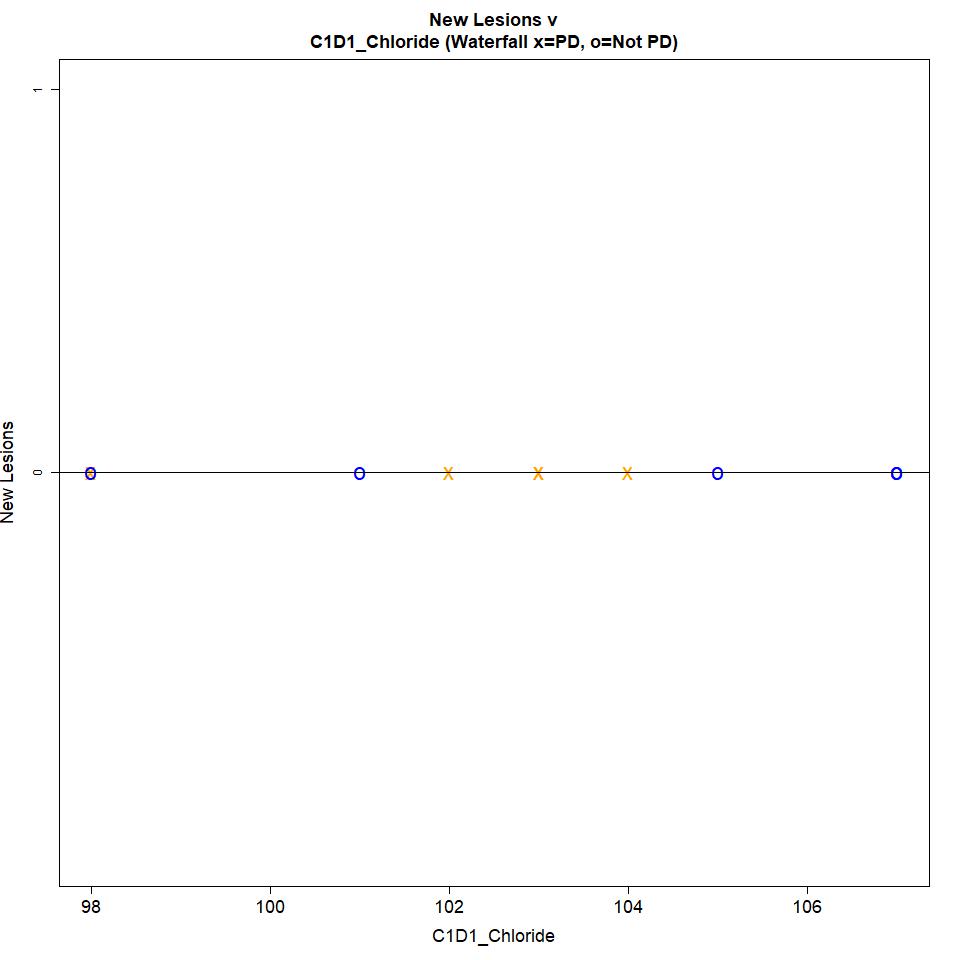 New Lesions v
C1D1_Chloride (Waterfall x=PD, o=Not PD)
1
New Lesions
0
o x o x x x o o
98 100 102 104 106
C1D1_Chloride